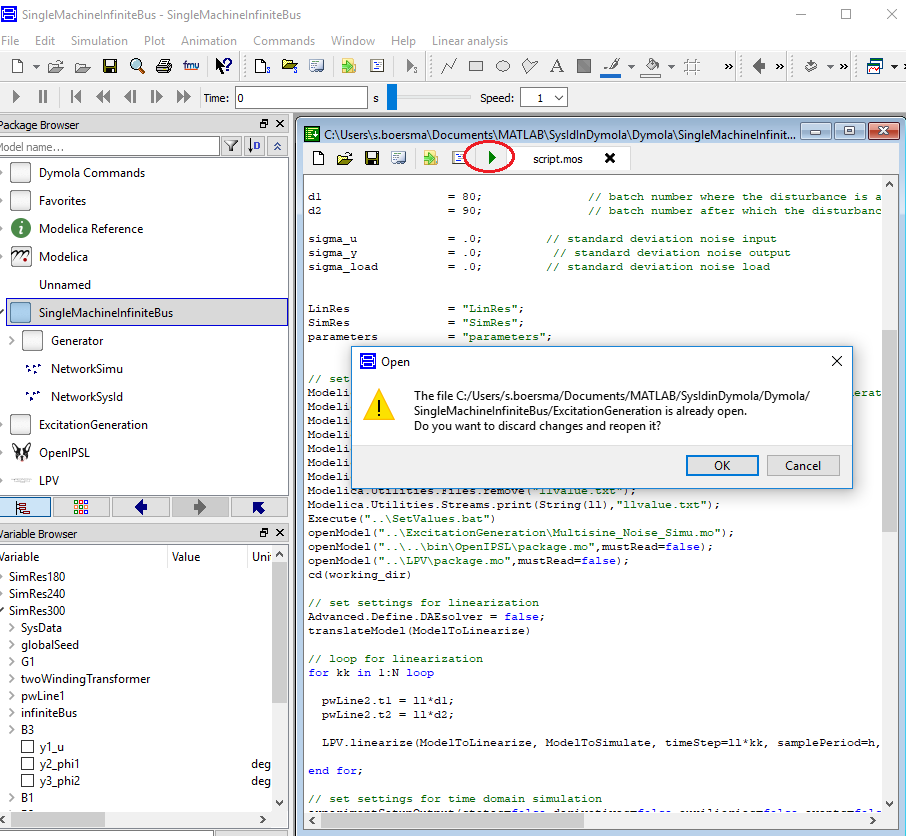 SingleMachineInfiniteBus - SingleMachineInfiniteBus
File Edit Simulation Plot Animation Commands Window Help Linear analysis
fmu
Time: 0 s Speed: 1
Package Browser
Model name...
Dymola Commands
Favorites
Modelica Reference
Modelica
Unnamed
SingleMachineInfiniteBus
Generator
NetworkSimu
NetworkSysId
ExcitationGeneration
OpenIPSL
LPV
Variable Browser
Variable Value Uni
SimRes180
SimRes240
SimRes300
SysData
globalSeed
G1
twoWindingTransformer
pwLine1
infiniteBus
B3
y1_u
y2_phi1 deg
y3_phi2 deg
B1
C:\Users\s.boersma\Documents\MATLAB\SysIdInDymola\Dymola\SingleMachineInfinit...
script.mos
d1 = 80; // batch number where the disturbance is a
d2 = 90; // batch number after which the disturbanc
sigma_u = .0; // standard deviation noise input
sigma_y = .0; // standard deviation noise output
sigma_load = .0; // standard deviation noise load
LinRes = "LinRes";
SimRes = "SimRes";
parameters = "parameters";
// set
Model erat
Modeli
Modeli
Modeli
Modeli
Modeli
Modeli
Modelica.Utilities.Files.remove("llvalue.txt");
Modelica.Utilities.Streams.print(String(ll),"llvalue.txt");
Execute("..\SetValues.bat")
openModel("..\ExcitationGeneration\Multisine_Noise_Simu.mo");
openModel("..\..\bin\OpenIPSL\package.mo",mustRead=false);
openModel("..\LPV\package.mo",mustRead=false);
cd(working_dir)
// set settings for linearization
Advanced.Define.DAEsolver = false;
translateModel(ModelToLinearize)
// loop for linearization
for kk in 1:N loop
pwLine2.t1 = ll*d1;
pwLine2.t2 = ll*d2;
LPV.linearize(ModelToLinearize, ModelToSimulate, timeStep=ll*kk, samplePeriod=h,
end for;
// set settings for time domain simulation
Open
The file C:/Users/s.boersma/Documents/MATLAB/SysIdinDymola/Dymola/
SingleMachineInfiniteBus/ExcitationGeneration is already open.
Do you want to discard changes and reopen it?
OK Cancel